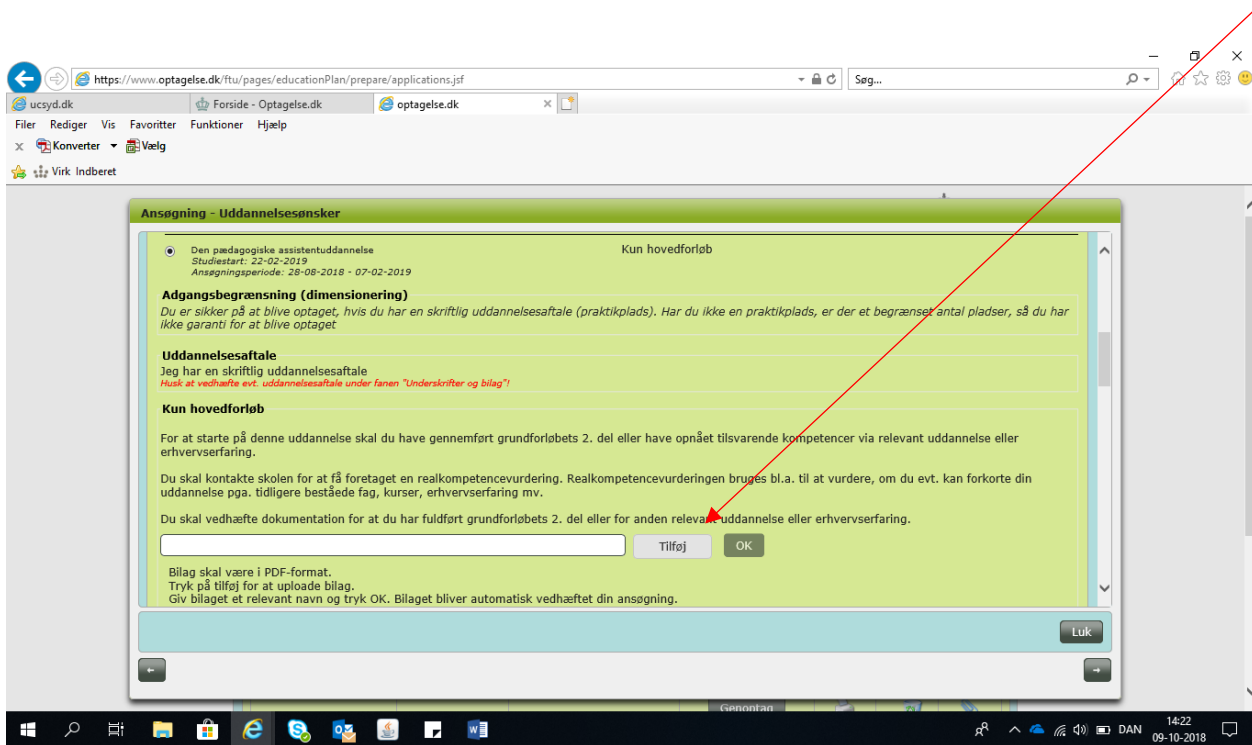 https://www.optagelse.dk/ftu/pages/educationPlan/prepare/applications.jsf
Søg...
ucsyd.dk
Forside - Optagelse.dk
optagelse.dk
Filer Rediger Vis Favoritter Funktioner Hjælp
x Konverter Vælg
Virk Indberet
Ansøgning - Uddannelsesønsker
Den pædagogiske assistentuddannelse
Kun hovedforløb
Studiestart: 22-02-2019
Ansøgningsperiode: 28-08-2018 - 07-02-2019
Adgangsbegrænsning (dimensionering)
Du er sikker på at blive optaget, hvis du har en skriftlig uddannelsesaftale (praktikplads). Har du ikke en praktikplads, er der et begrænset antal pladser, så du har
ikke garanti for at blive optaget
Uddannelsesaftale
Jeg har en skriftlig uddannelsesaftale
Husk at vedhæfte evt. uddannelsesaftale under fanen "Underskrifter og bilag"!
Kun hovedforløb
For at starte på denne uddannelse skal du have gennemført grundforløbets 2. del eller have opnået tilsvarende kompetencer via relevant uddannelse eller
erhvervserfaring.
Du skal kontakte skolen for at få foretaget en realkompetencevurdering. Realkompetencevurderingen bruges bl.a. til at vurdere, om du evt. kan forkorte din
uddannelse pga. tidligere beståede fag, kurser, erhvervserfaring mv.
Du skal vedhæfte dokumentation for at du har fuldført grundforløbets 2. del eller for anden relevant uddannelse eller erhvervserfaring.
Tilføj
OK
Bilag skal være i PDF-format.
Tryk på tilføj for at uploade bilag.
Giv bilaget et relevant navn og tryk OK. Bilaget bliver automatisk vedhæftet din ansøgning.
Luk
Genoptag
DAN
14:22
09-10-2018